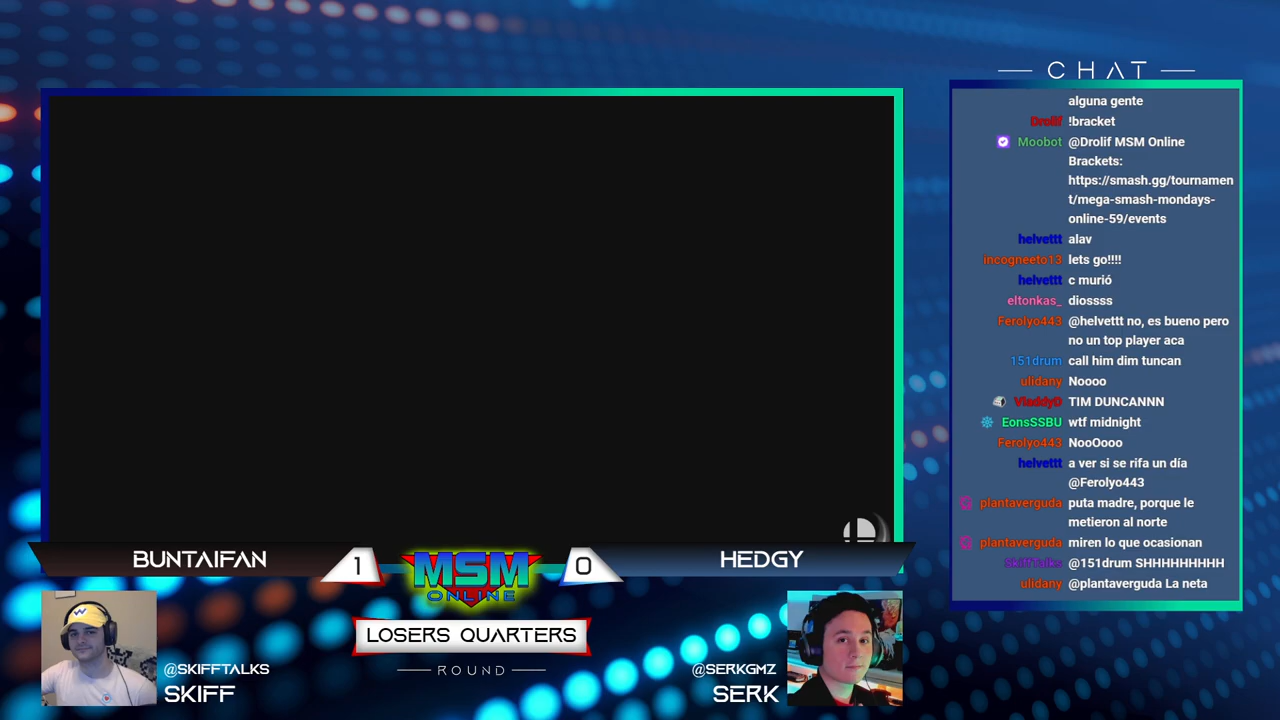 CHAT
alguna gente
Drolif !bracket
Moobot @Drolif MSM Online
Brackets:
https://smash.gg/tournamen
t/mega-smash-mondays-
online-59/events
helvettt alav
incogneeto13 lets go!!!!
helvettt c murió
eltonkas_ diossss
Ferolyo443 @helvettt no, es bueno pero
no un top player aca
151drum call him dim tuncan
ulidany Noooo
VladdyD TIM DUNCANNN
EonsSSBU wtf midnight
Ferolyo443 NooOooo
helvettt a ver si se rifa un día
@Ferolyo443
plantaverguda puta madre, porque le
metieron al norte
plantaverguda miren lo que ocasionan
SkiffTalks @151drum SHHHHHHHHH
ulidany @plantaverguda La neta
BUNTAIFAN 1 MSM 0 HEDGY
ONLINE
LOSERS QUARTERS
ROUND
@SKIFFTALKS
SKIFF
@SERKGMZ
SERK